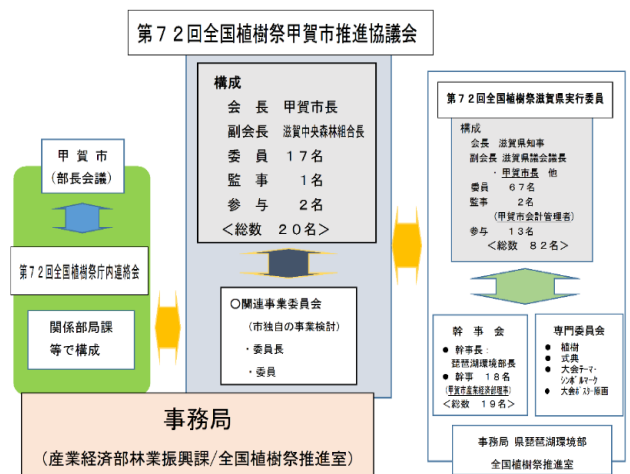 第７２回全国植樹祭甲賀市推進協議会
構成
会 長 甲賀市長
副会長 滋賀中央森林組合長
委 員 １７名
監 事 １名
参 与 ２名
＜総数 ２０名＞
〇関連事業委員会
(市独自の事業検討)
・委員長
・委員
甲 賀 市
(部長会議)
第７２回全国植樹祭庁内連絡会
関係部局課
等で構成
事務局
(産業経済部林業振興課/全国植樹祭推進室)
第７２回全国植樹祭滋賀県実行委員
構成
会長 滋賀県知事
副会長 滋賀県議会議長
・甲賀市長 他
委員 ６７名
監事 ２名
(甲賀市会計管理者)
参与 １３名
＜総数 ８２名＞
幹 事 会
● 幹事長：
琵琶湖環境部長
● 幹事 １８名
(甲賀市産業経済部理事)
＜総数 １９名＞
専門委員会
● 植樹
● 式典
● 大会ﾃｰﾏ・
ｼﾝﾎﾞﾙﾏｰｸ
● 大会ﾎﾟｽﾀｰ原画
事務局 県琵琶湖環境部
全国植樹祭推進室